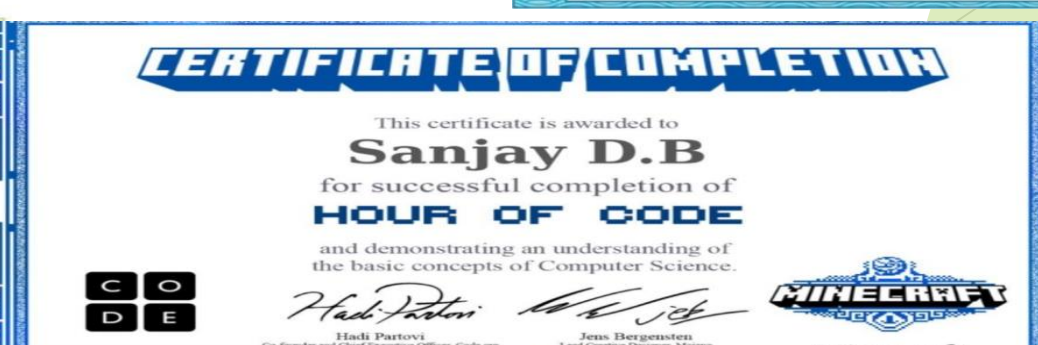 CERTIFICATE OF COMPLETION
This certificate is awarded to
Sanjay D.B
for successful completion of
HOUR OF CODE
and demonstrating an understanding of
the basic concepts of Computer Science.
C O
D E
MINECRAFT
Hadi Partovi
Jens Bergensten